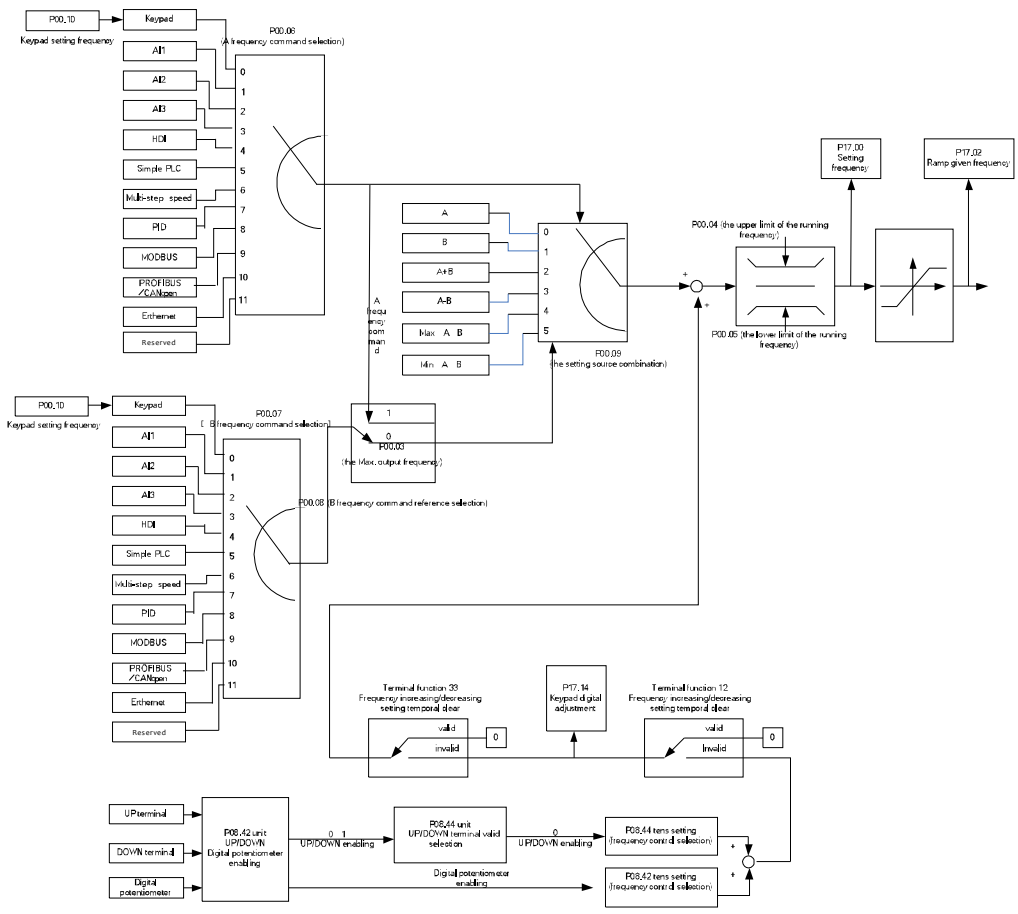 P00.10
Keypad setting frequency
Keypad
AI1
AI2
AI3
HDI
Simple PLC
Multi-step speed
PID
MODBUS
PROFIBUS
/CANopen
Erthernet
Reserved
P00.06
(A frequency command selection)
0
1
2
3
4
5
6
7
8
9
10
11
A
frequ
ency
com
man
d
A
B
A+B
A-B
Max A B
Min A B
0
1
2
3
4
5
P00.09
(the setting source combination)
P00.04 (the upper limit of the running
frequency)
P00.05 (the lower limit of the running
frequency)
+
+
P17.00
Setting
frequency
P17.02
Ramp given frequency
P00.10
Keypad setting frequency
Keypad
AI1
AI2
AI3
HDI
Simple PLC
Multi-step speed
PID
MODBUS
PROFIBUS
/CANopen
Erthernet
Reserved
P00.07
[ B frequency command selection]
0
1
2
3
4
5
6
7
8
9
10
11
1
0
P00.03
(the Max. output frequency)
P00.08 (B frequency command reference selection)
Terminal function 33
Frequency increasing/decreasing
setting temporal clear
valid
invalid
0
P17.14
Keypad digital
adjustment
Terminal function 12
Frequency increasing/decreasing
setting temporal clear
valid
Invalid
0
UP terminal
DOWN terminal
Digital
potentiometer
P08.42 unit
UP/DOWN
Digital potentiometer
enabling
0 1
UP/DOWN enabling
P08.44 unit
UP/DOWN terminal valid
selection
0
UP/DOWN enabling
P08.44 tens setting
(frequency control selection)
Digital potentiometer
enabling
P08.42 tens setting
(frequency control selection)
+
+